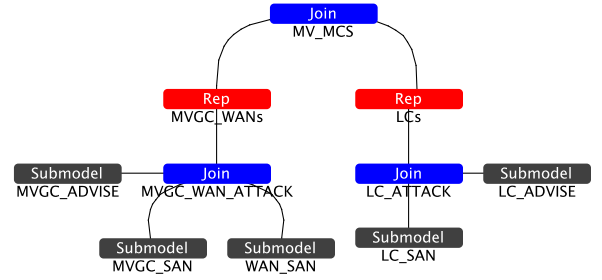 Join
MV_MCS
Rep
MVGC_WANs
Rep
LCs
Submodel
MVGC_ADVISE
Join
MVGC_WAN_ATTACK
Join
LC_ATTACK
Submodel
LC_ADVISE
Submodel
MVGC_SAN
Submodel
WAN_SAN
Submodel
LC_SAN